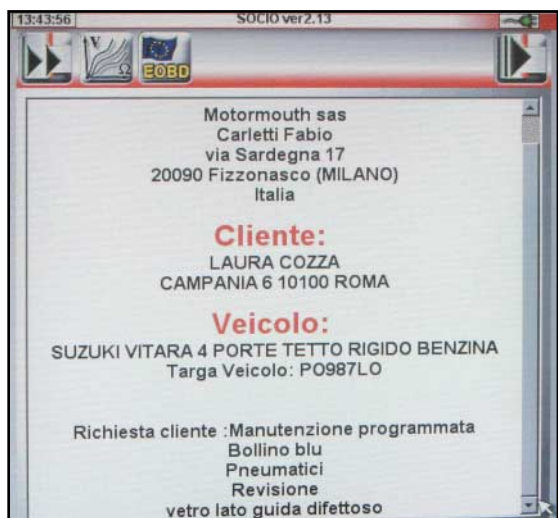 13:43:56 SOCIO ver2.13
V
Ω
EOBD
Motormouth sas
Carletti Fabio
via Sardegna 17
20090 Fizzonasco (MILANO)
Italia
Cliente:
LAURA COZZA
CAMPANIA 6 10100 ROMA
Veicolo:
SUZUKI VITARA 4 PORTE TETTO RIGIDO BENZINA
Targa Veicolo: PO987LO
Richiesta cliente :Manutenzione programmata
Bollino blu
Pneumatici
Revisione
vetro lato guida difettoso